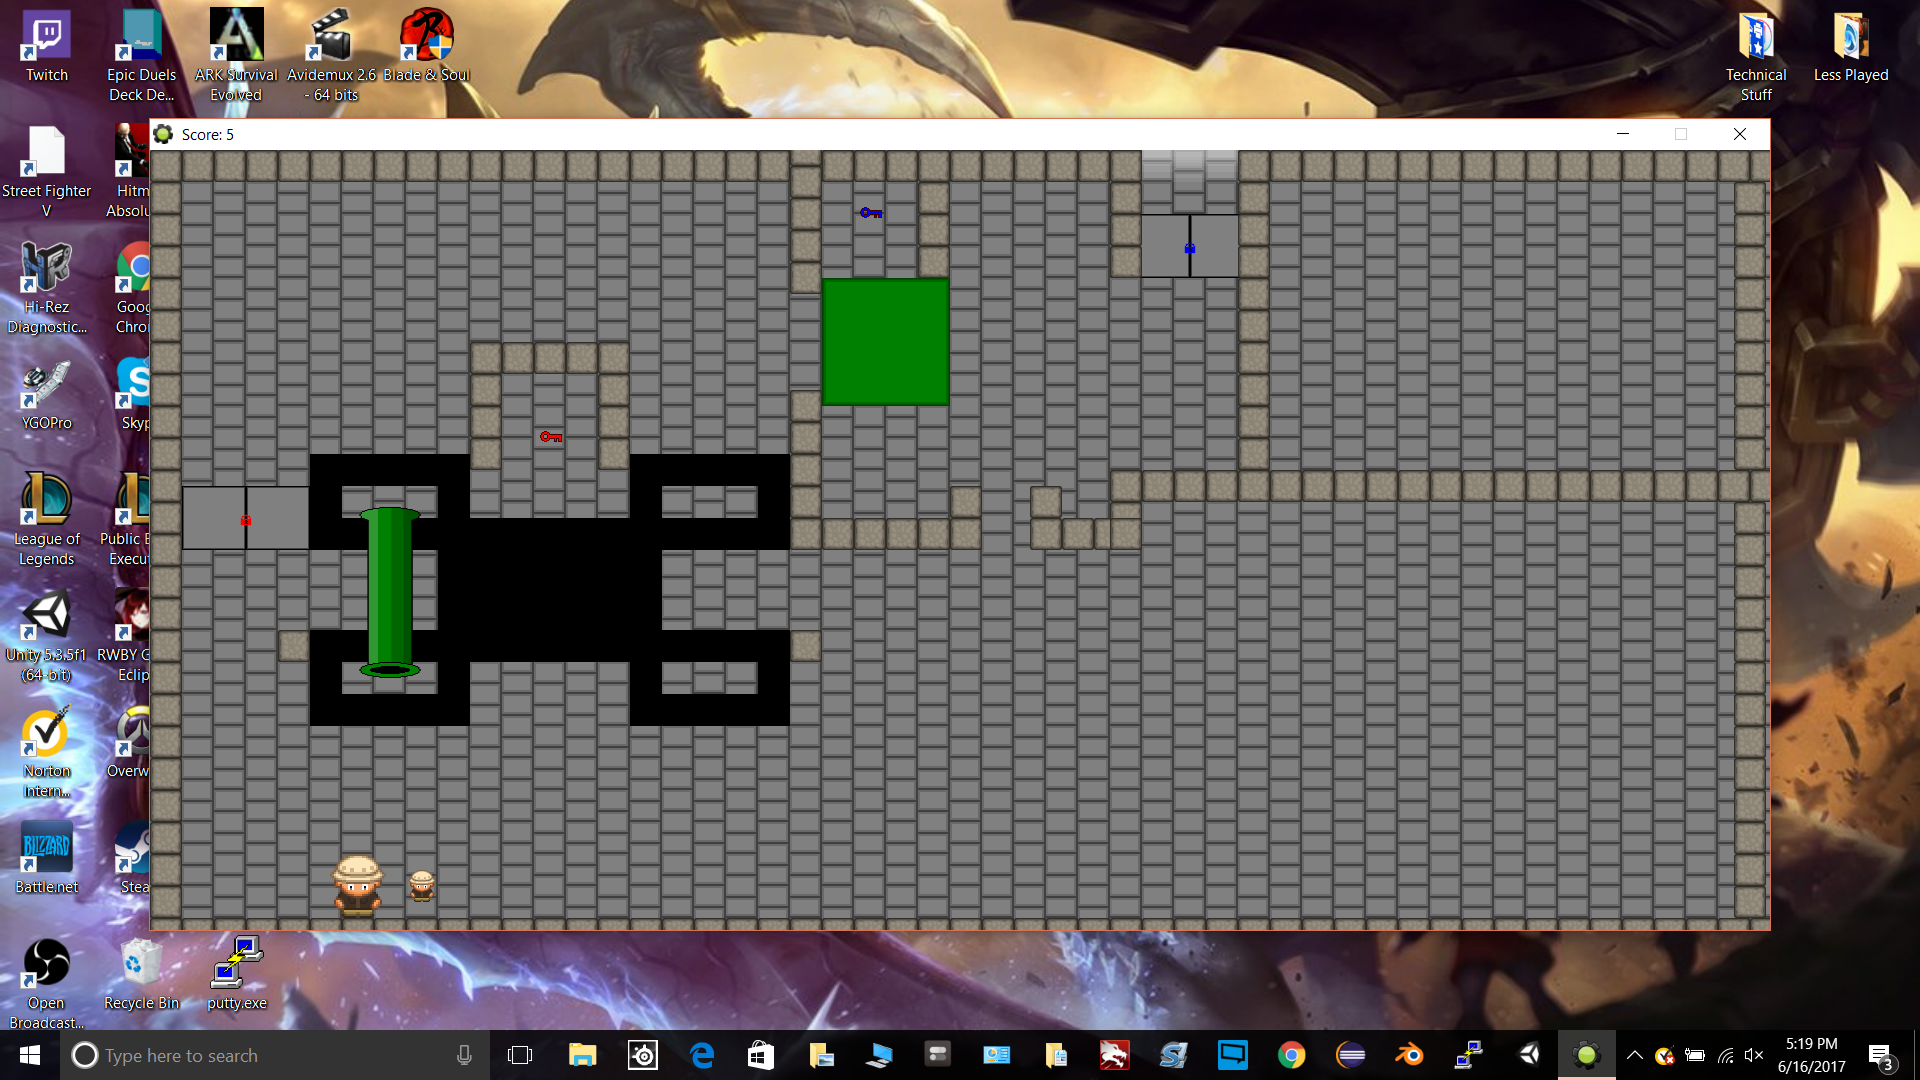 Twitch
Epic Duels
Deck De...
ARK Survival
Evolved
Avidemux 2.6
- 64 bits
Blade & Soul
Technical
Stuff
Less Played
Score: 5
Street Fighter
V
Hitm
Absolu
Hi-Rez
Diagnostic...
Goog
Chro
YGOPro
Skyp
League of
Legends
Public B
Execut
Unity 5.3.5f1
(64-bit)
RWBY G
Eclip
Norton
Intern...
Overw
BLIZZARD
Battle.net
Stea
Open
Broadcast...
Recycle Bin
putty.exe
Type here to search
5:19 PM
6/16/2017
3